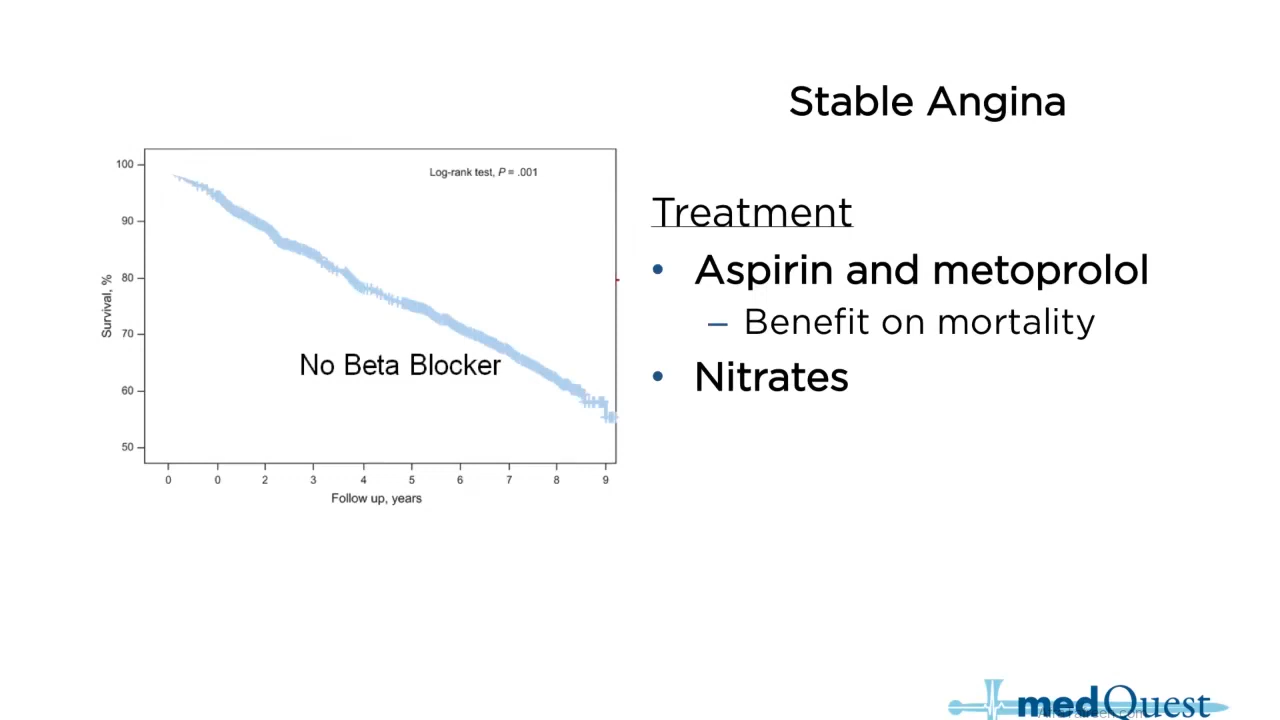 Stable Angina
100
90
80
70
60
50
Survival, %
Log-rank test, P = .001
No Beta Blocker
0 0 2 3 4 5 6 7 8 9
Follow up, years
Treatment
• Aspirin and metoprolol
– Benefit on mortality
• Nitrates
medQuest